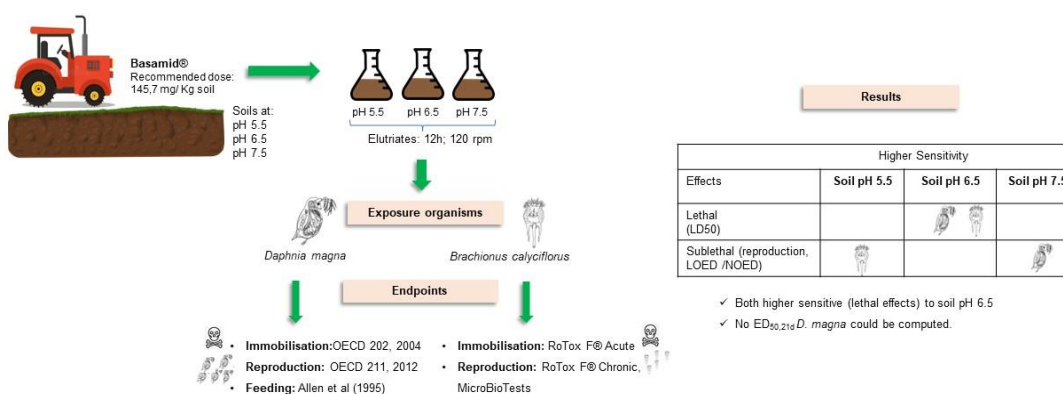 Basamid®
Recommended dose:
145,7 mg/ Kg soil
Soils at:
pH 5.5
pH 6.5
pH 7.5
pH 5.5 pH 6.5 pH 7.5
Elutriates: 12h; 120 rpm
Exposure organisms
Daphnia magna
Brachionus calyciflorus
Endpoints
• Immobilisation:OECD 202, 2004
• Reproduction: OECD 211, 2012
• Feeding: Allen et al (1995)
• Immobilisation: RoTox F® Acute
• Reproduction: RoTox F® Chronic,
MicroBioTests
Results
Higher Sensitivity
Effects Soil pH 5.5 Soil pH 6.5 Soil pH 7.5
Lethal
(LD50)
Sublethal (reproduction,
LOED /NOED)
✓ Both higher sensitive (lethal effects) to soil pH 6.5
✓ No ED50,21d D. magna could be computed.